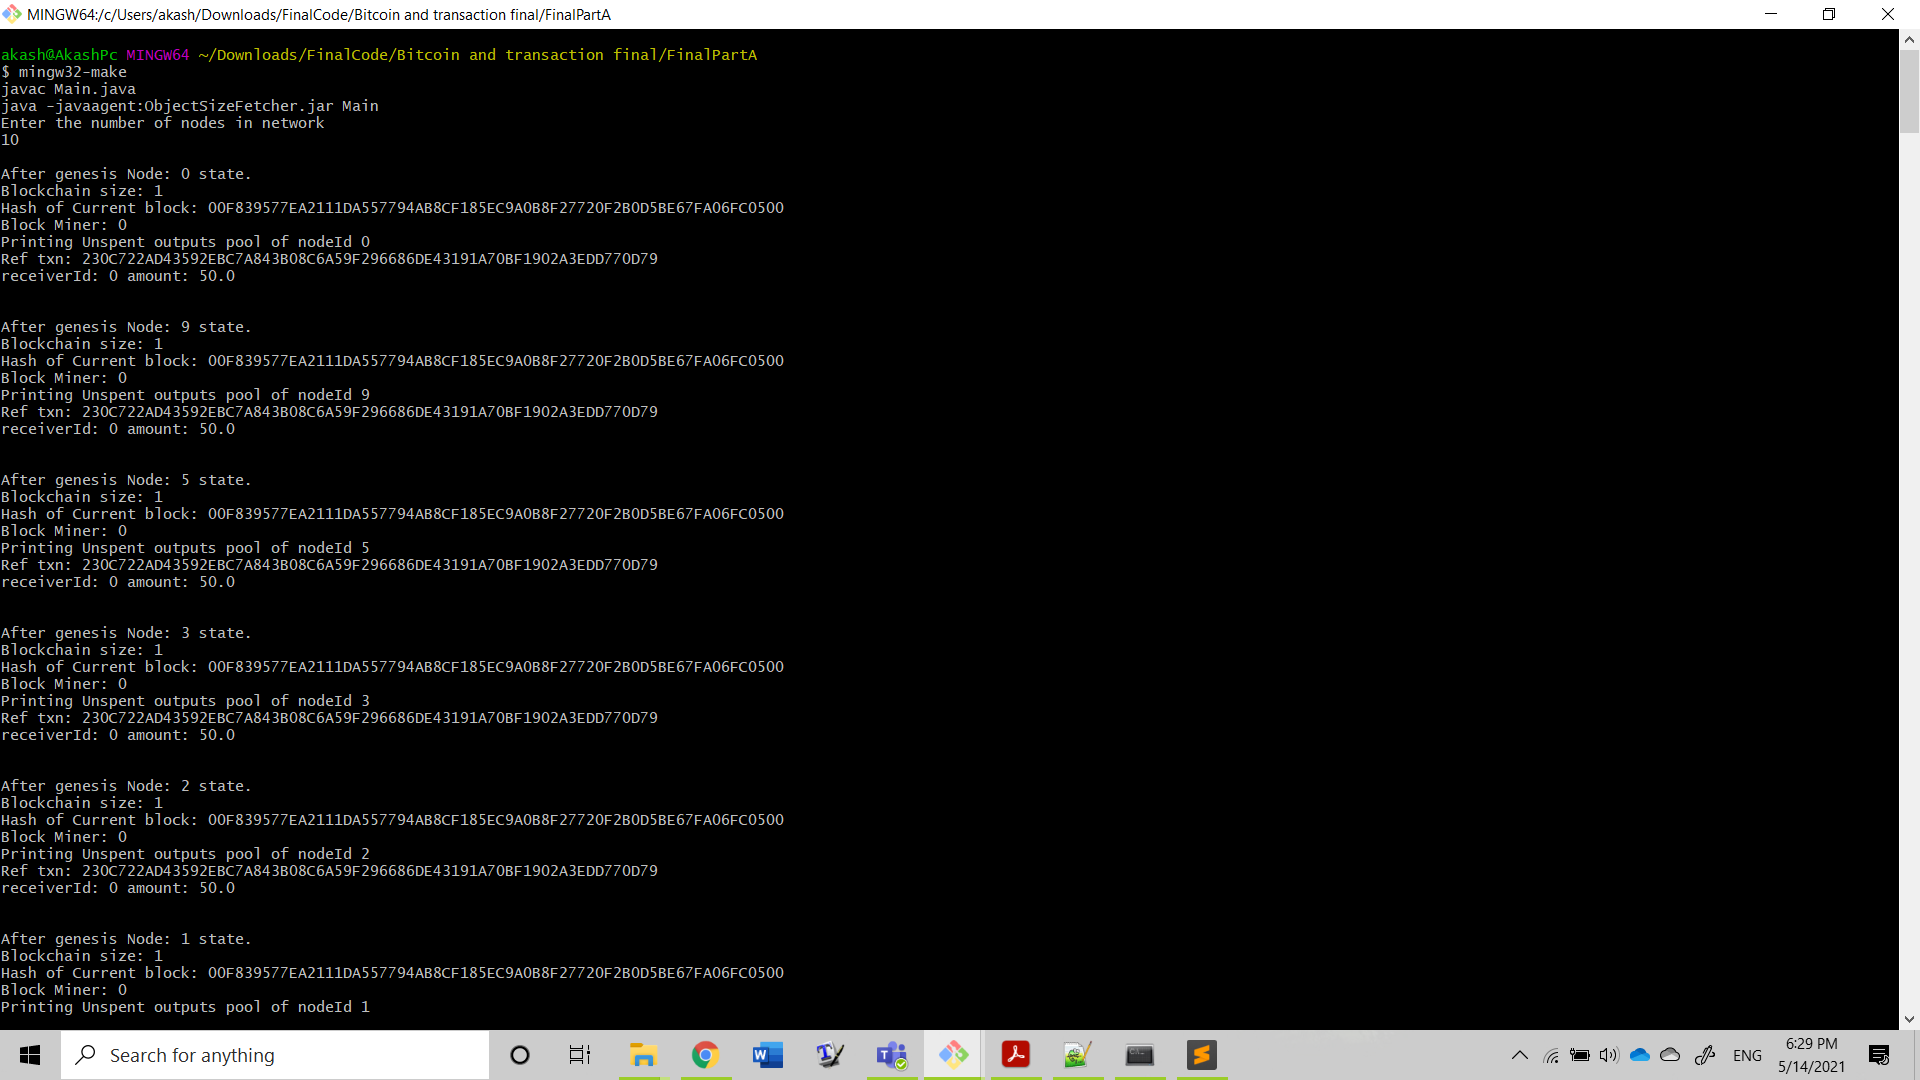 MINGW64:/c/Users/akash/Downloads/FinalCode/Bitcoin and transaction final/FinalPartA
akash@AkashPc MINGW64 ~/Downloads/FinalCode/Bitcoin and transaction final/FinalPartA
$ mingw32-make
javac Main.java
java -javaagent:ObjectSizeFetcher.jar Main
Enter the number of nodes in network
10
After genesis Node: 0 state.
Blockchain size: 1
Hash of Current block: 00F839577EA2111DA557794AB8CF185EC9A0B8F27720F2B0D5BE67FA06FC0500
Block Miner: 0
Printing Unspent outputs pool of nodeId 0
Ref txn: 230C722AD43592EBC7A843B08C6A59F296686DE43191A70BF1902A3EDD770D79
receiverId: 0 amount: 50.0
After genesis Node: 9 state.
Blockchain size: 1
Hash of Current block: 00F839577EA2111DA557794AB8CF185EC9A0B8F27720F2B0D5BE67FA06FC0500
Block Miner: 0
Printing Unspent outputs pool of nodeId 9
Ref txn: 230C722AD43592EBC7A843B08C6A59F296686DE43191A70BF1902A3EDD770D79
receiverId: 0 amount: 50.0
After genesis Node: 5 state.
Blockchain size: 1
Hash of Current block: 00F839577EA2111DA557794AB8CF185EC9A0B8F27720F2B0D5BE67FA06FC0500
Block Miner: 0
Printing Unspent outputs pool of nodeId 5
Ref txn: 230C722AD43592EBC7A843B08C6A59F296686DE43191A70BF1902A3EDD770D79
receiverId: 0 amount: 50.0
After genesis Node: 3 state.
Blockchain size: 1
Hash of Current block: 00F839577EA2111DA557794AB8CF185EC9A0B8F27720F2B0D5BE67FA06FC0500
Block Miner: 0
Printing Unspent outputs pool of nodeId 3
Ref txn: 230C722AD43592EBC7A843B08C6A59F296686DE43191A70BF1902A3EDD770D79
receiverId: 0 amount: 50.0
After genesis Node: 2 state.
Blockchain size: 1
Hash of Current block: 00F839577EA2111DA557794AB8CF185EC9A0B8F27720F2B0D5BE67FA06FC0500
Block Miner: 0
Printing Unspent outputs pool of nodeId 2
Ref txn: 230C722AD43592EBC7A843B08C6A59F296686DE43191A70BF1902A3EDD770D79
receiverId: 0 amount: 50.0
After genesis Node: 1 state.
Blockchain size: 1
Hash of Current block: 00F839577EA2111DA557794AB8CF185EC9A0B8F27720F2B0D5BE67FA06FC0500
Block Miner: 0
Printing Unspent outputs pool of nodeId 1
Search for anything
ENG
6:29 PM
5/14/2021